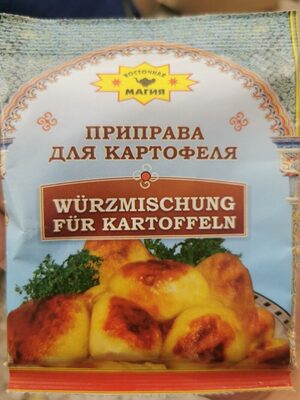 ВОСТОЧНАЯ
МАГИЯ
ПРИПРАВА
ДЛЯ КАРТОФЕЛЯ
WÜRZMISCHUNG
FÜR KARTOFFELN